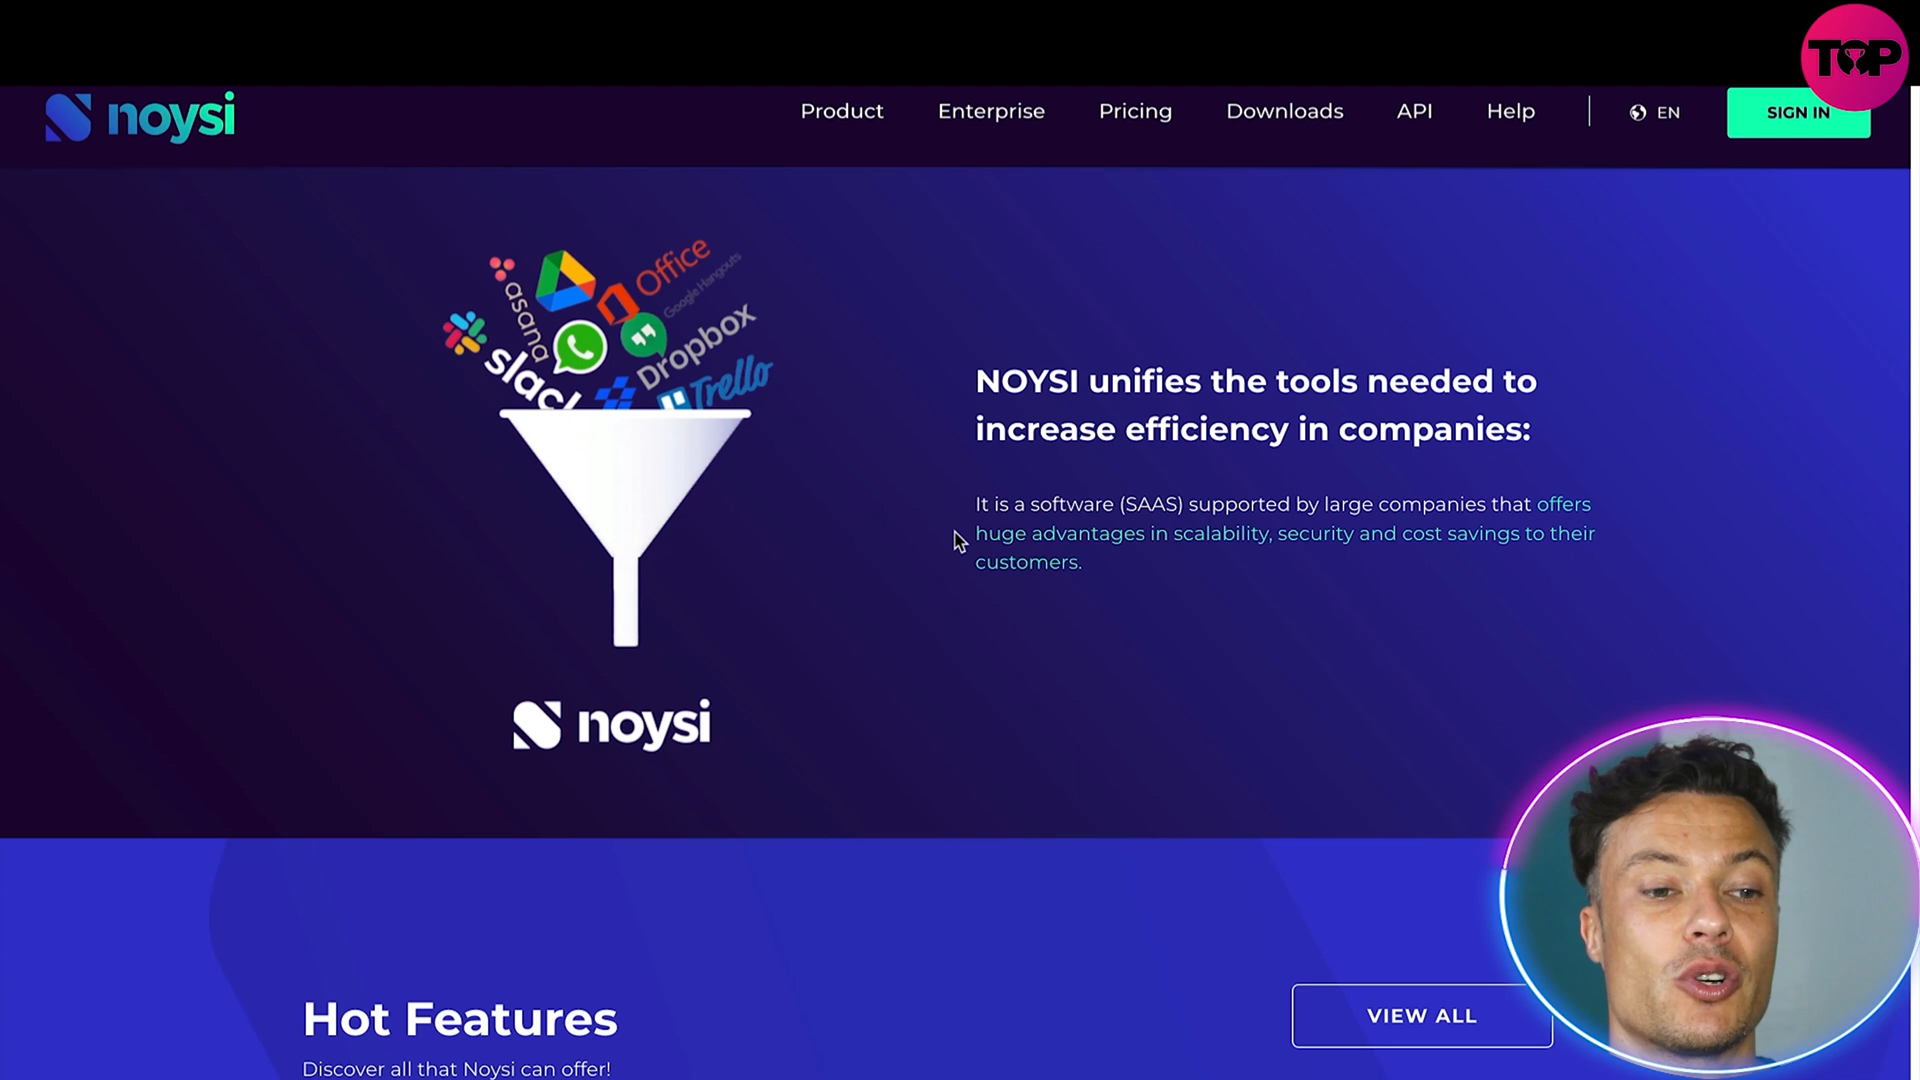 TOP
noysi
Product Enterprise Pricing Downloads API Help EN SIGN IN
asana
Office
Google Hangouts
slack
Dropbox
Trello
NOYSI unifies the tools needed to
increase efficiency in companies:
It is a software (SAAS) supported by large companies that offers
huge advantages in scalability, security and cost savings to their
customers.
noysi
Hot Features
VIEW ALL
Discover all that Noysi can offer!